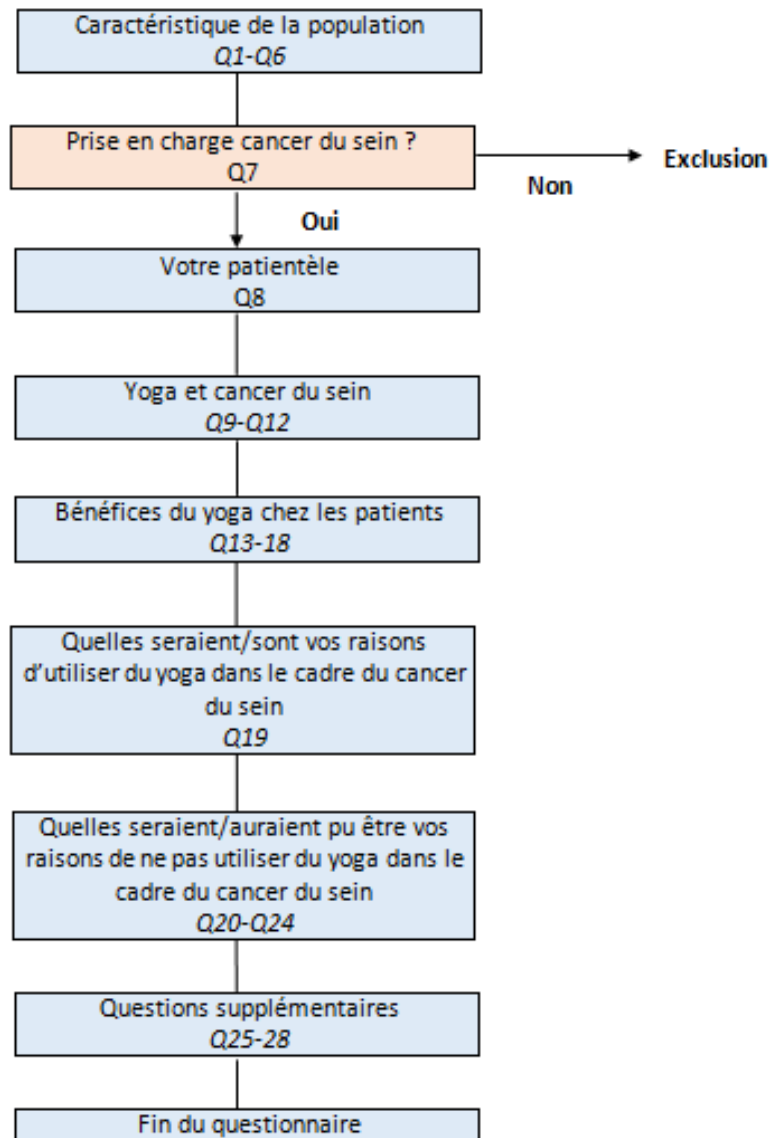 Caractéristique de la population
Q1-Q6
Prise en charge cancer du sein ?
Q7
Exclusion
Non
Oui
Votre patientèle
Q8
Yoga et cancer du sein
Q9-Q12
Bénéfices du yoga chez les patients
Q13-18
Quelles seraient/sont vos raisons
d’utiliser du yoga dans le cadre du cancer
du sein
Q19
Quelles seraient/auraient pu être vos
raisons de ne pas utiliser du yoga dans le
cadre du cancer du sein
Q20-Q24
Questions supplémentaires
Q25-28
Fin du questionnaire